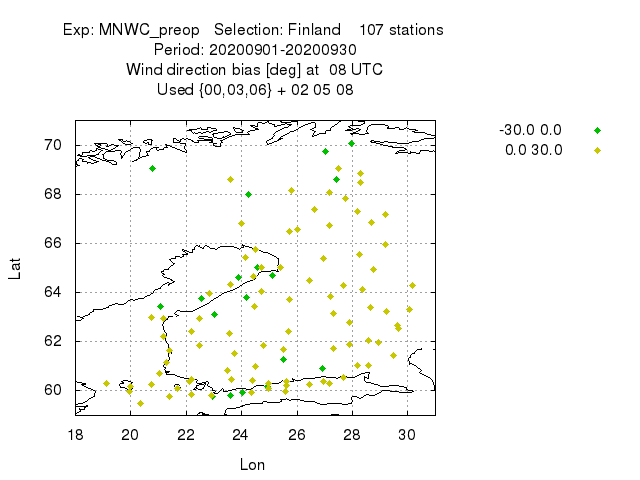 Exp: MNWC_preop   Selection: Finland    107 stations
Period: 20200901-20200930
Wind direction bias [deg] at  08 UTC
Used {00,03,06} + 02 05 08
-30.0 0.0
0.0 30.0
70
68
66
64
62
60
Lat
18 20 22 24 26 28 30
Lon